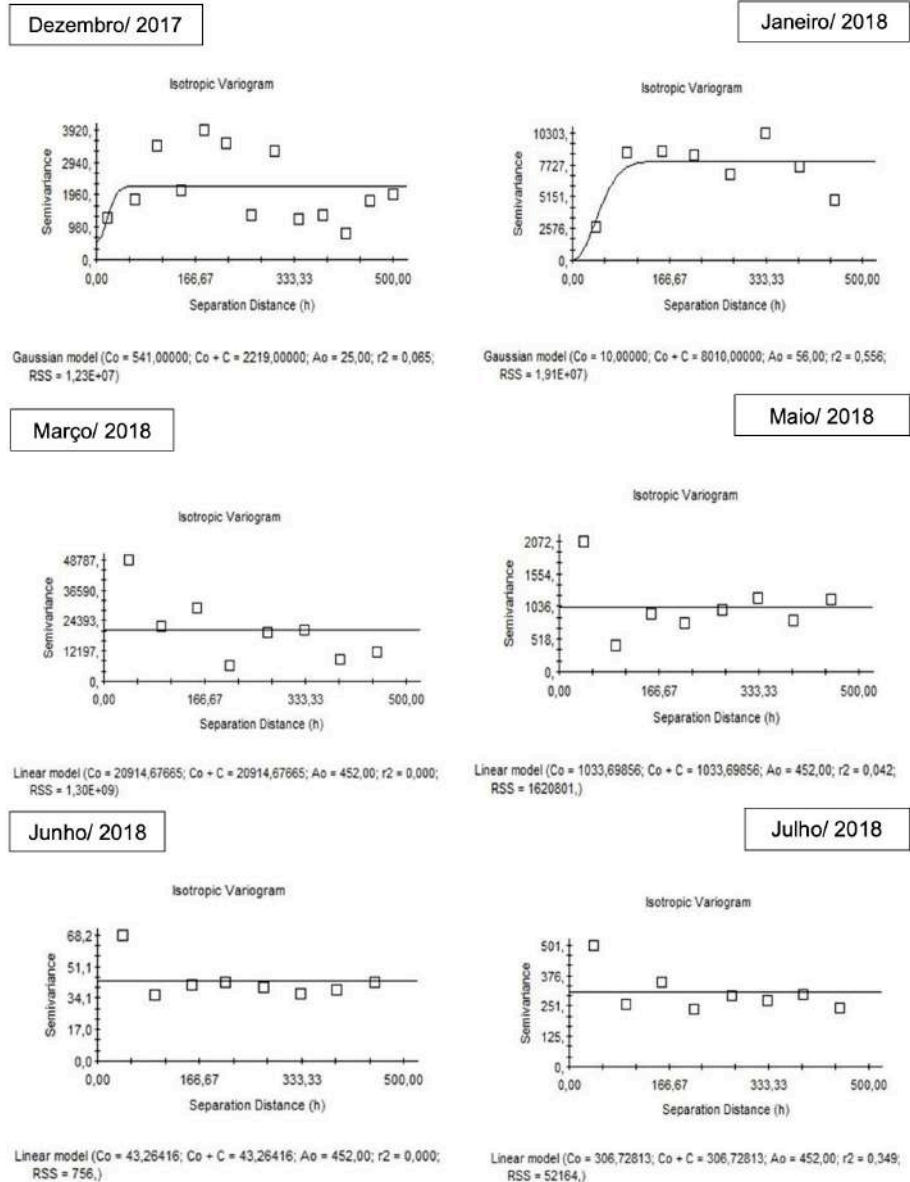 Dezembro/ 2017
Isotropic Variogram
3920,
2940,
1960,
980,
0,
Semivariance
0,00 166,67 333,33 500,00
Separation Distance (h)
Gaussian model (Co = 541,00000; Co + C = 2219,00000; Ao = 25,00; r2 = 0,065;
RSS = 1,23E+07)
Janeiro/ 2018
Isotropic Variogram
10303,
7727,
5151,
2576,
0,
Semivariance
0,00 166,67 333,33 500,00
Separation Distance (h)
Gaussian model (Co = 10,00000; Co + C = 8010,00000; Ao = 56,00; r2 = 0,556;
RSS = 1,91E+07)
Março/ 2018
Isotropic Variogram
48787,
36590,
24393,
12197,
0,
Semivariance
0,00 166,67 333,33 500,00
Separation Distance (h)
Linear model (Co = 20914,67665; Co + C = 20914,67665; Ao = 452,00; r2 = 0,000;
RSS = 1,30E+09)
Maio/ 2018
Isotropic Variogram
2072,
1554,
1036,
518,
0,
Semivariance
0,00 166,67 333,33 500,00
Separation Distance (h)
Linear model (Co = 1033,69856; Co + C = 1033,69856; Ao = 452,00; r2 = 0,042;
RSS = 1620801,)
Junho/ 2018
Isotropic Variogram
68,2
51,1
34,1
17,0
0,0
Semivariance
0,00 166,67 333,33 500,00
Separation Distance (h)
Linear model (Co = 43,26416; Co + C = 43,26416; Ao = 452,00; r2 = 0,000;
RSS = 756,)
Julho/ 2018
Isotropic Variogram
501,
376,
251,
125,
0,
Semivariance
0,00 166,67 333,33 500,00
Separation Distance (h)
Linear model (Co = 306,72813; Co + C = 306,72813; Ao = 452,00; r2 = 0,349;
RSS = 52164,)